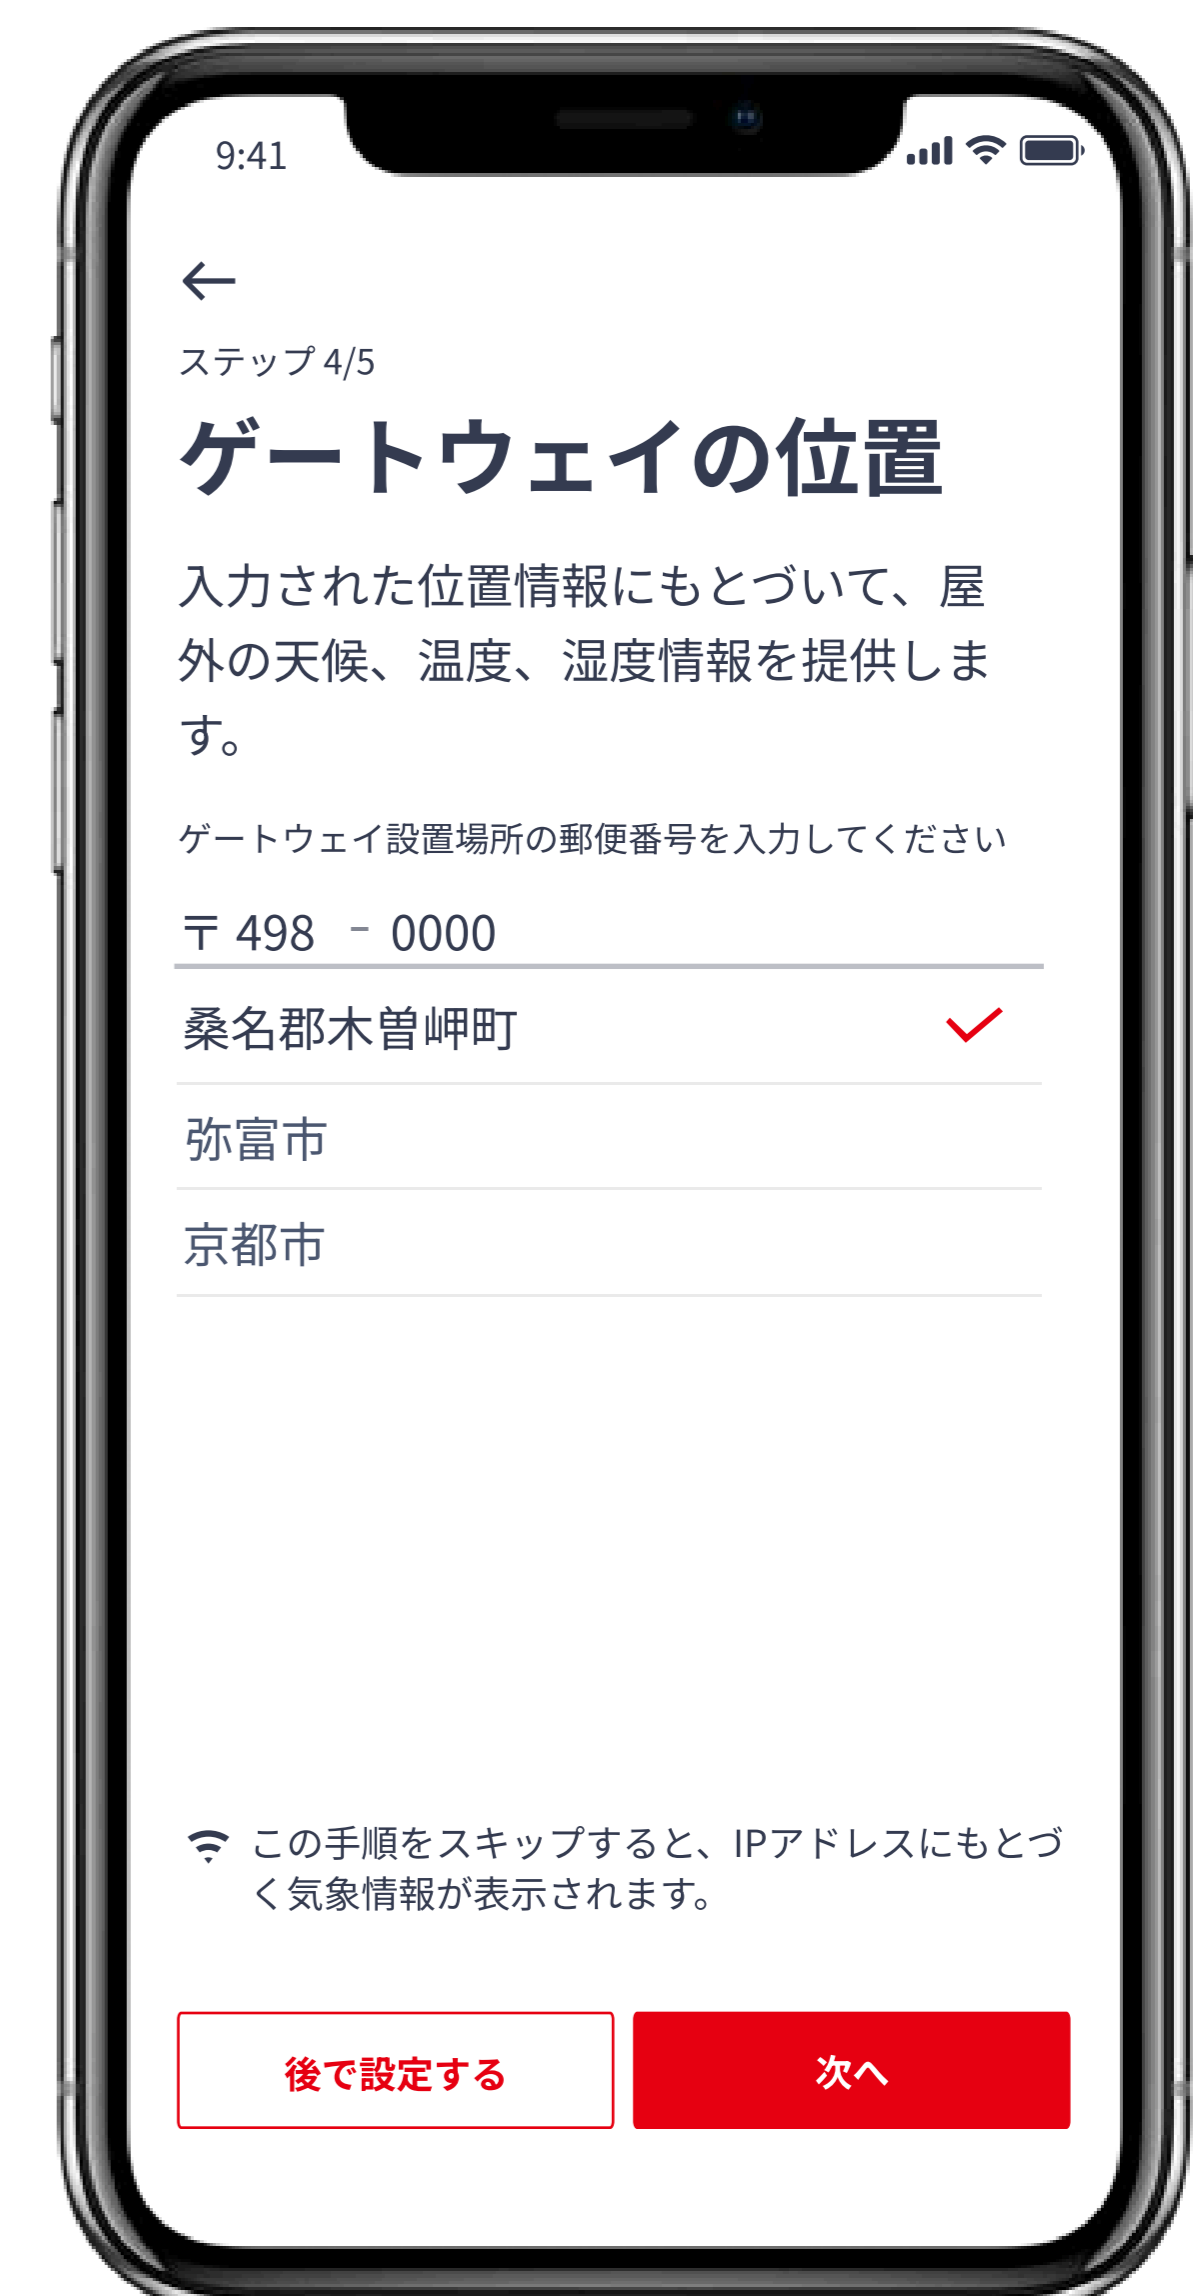 9:41
ステップ 4/5
ゲートウェイの位置
入力された位置情報にもとづいて、屋
外の天候、温度、湿度情報を提供しま
す。
ゲートウェイ設置場所の郵便番号を入力してください
〒 498 - 0000
桑名郡木曽岬町
弥富市
京都市
この手順をスキップすると、IPアドレスにもとづ
く気象情報が表示されます。
後で設定する
次へ